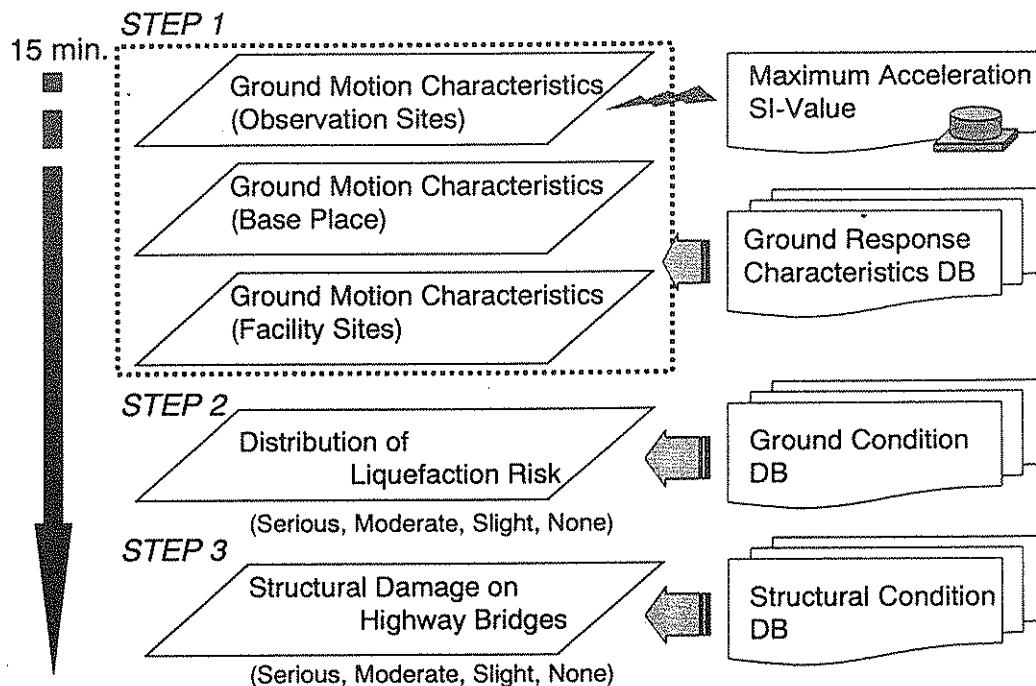 STEP 1
15 min.
Ground Motion Characteristics
(Observation Sites)
Maximum Acceleration
SI-Value
Ground Motion Characteristics
(Base Place)
Ground Response
Characteristics DB
Ground Motion Characteristics
(Facility Sites)
STEP 2
Distribution of
Liquefaction Risk
Ground Condition
DB
(Serious, Moderate, Slight, None)
STEP 3
Structural Damage on
Highway Bridges
Structural Condition
DB
(Serious, Moderate, Slight, None)